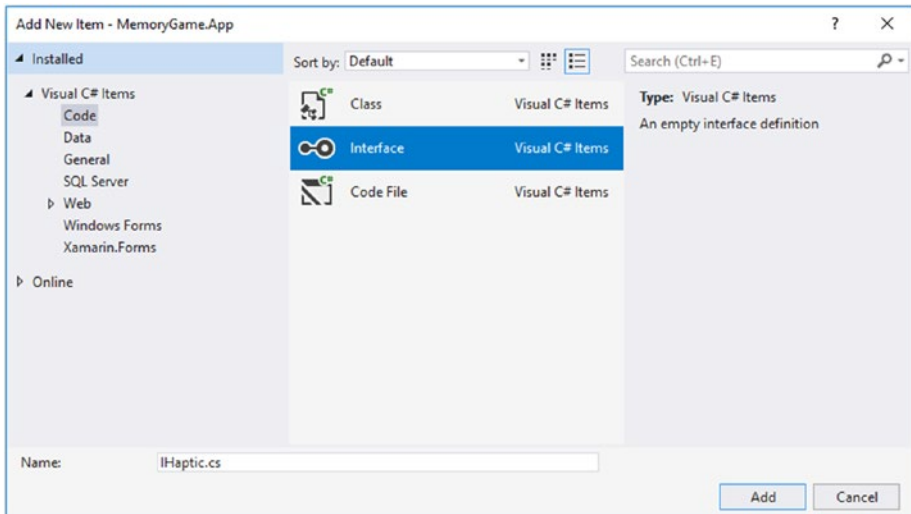 Add New Item - MemoryGame.App
? ×
Installed
Sort by: Default
Search (Ctrl+E)
Visual C# Items
Code
Data
General
SQL Server
Web
Windows Forms
Xamarin.Forms
Online
C# Class Visual C# Items
Interface Visual C# Items
C# Code File Visual C# Items
Type: Visual C# Items
An empty interface definition
Name: IHaptic.cs
Add Cancel